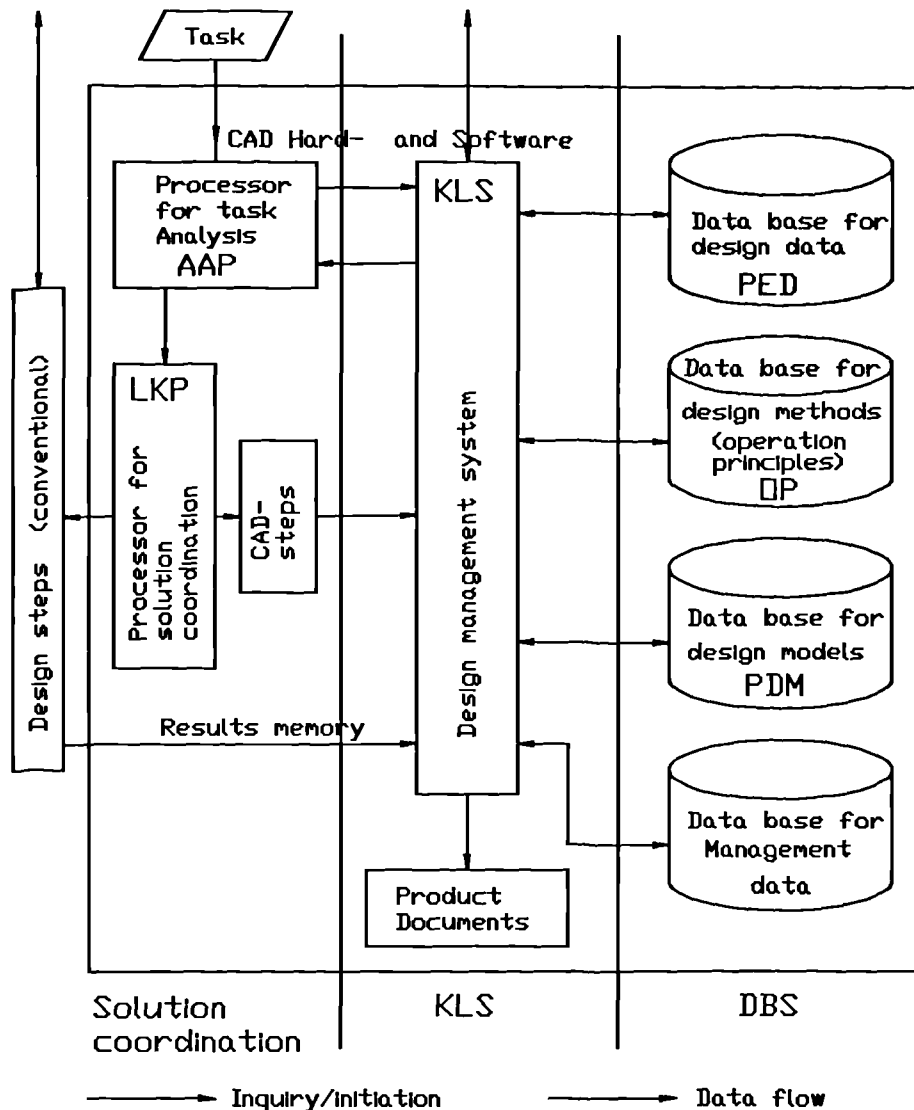 Task
CAD Hard- and Software
Processor
for task
Analysis
AAP
KLS
Data base for
design data
PED
Design steps (conventional)
LKP
Processor for
solution
coordination
CAD-
steps
Design management system
Data base for
design methods
(operation
principles)
OP
Data base for
design models
PDM
Results memory
Data base for
Management
data
Product
Documents
Solution
coordination
KLS
DBS
Inquiry/initiation
Data flow